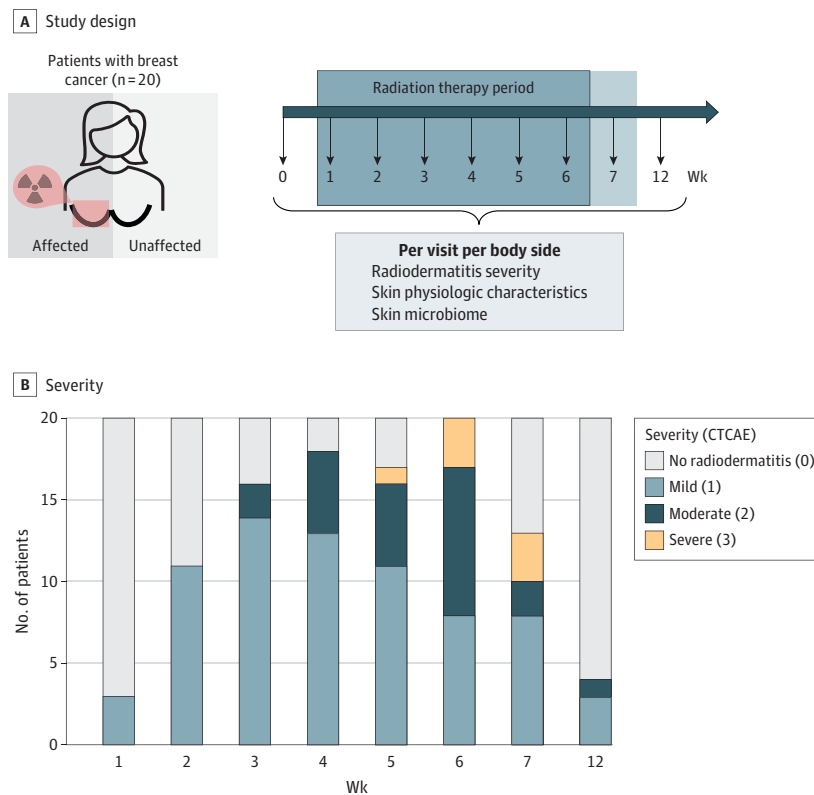 A Study design
Patients with breast
cancer (n=20)
Affected
Unaffected
Radiation therapy period
0 1 2 3 4 5 6 7 12 Wk
Per visit per body side
Radiodermatitis severity
Skin physiologic characteristics
Skin microbiome
B Severity
20
15
10
5
0
No. of patients
1 2 3 4 5 6 7 12
Wk
Severity (CTCAE)
No radiodermatitis (0)
Mild (1)
Moderate (2)
Severe (3)